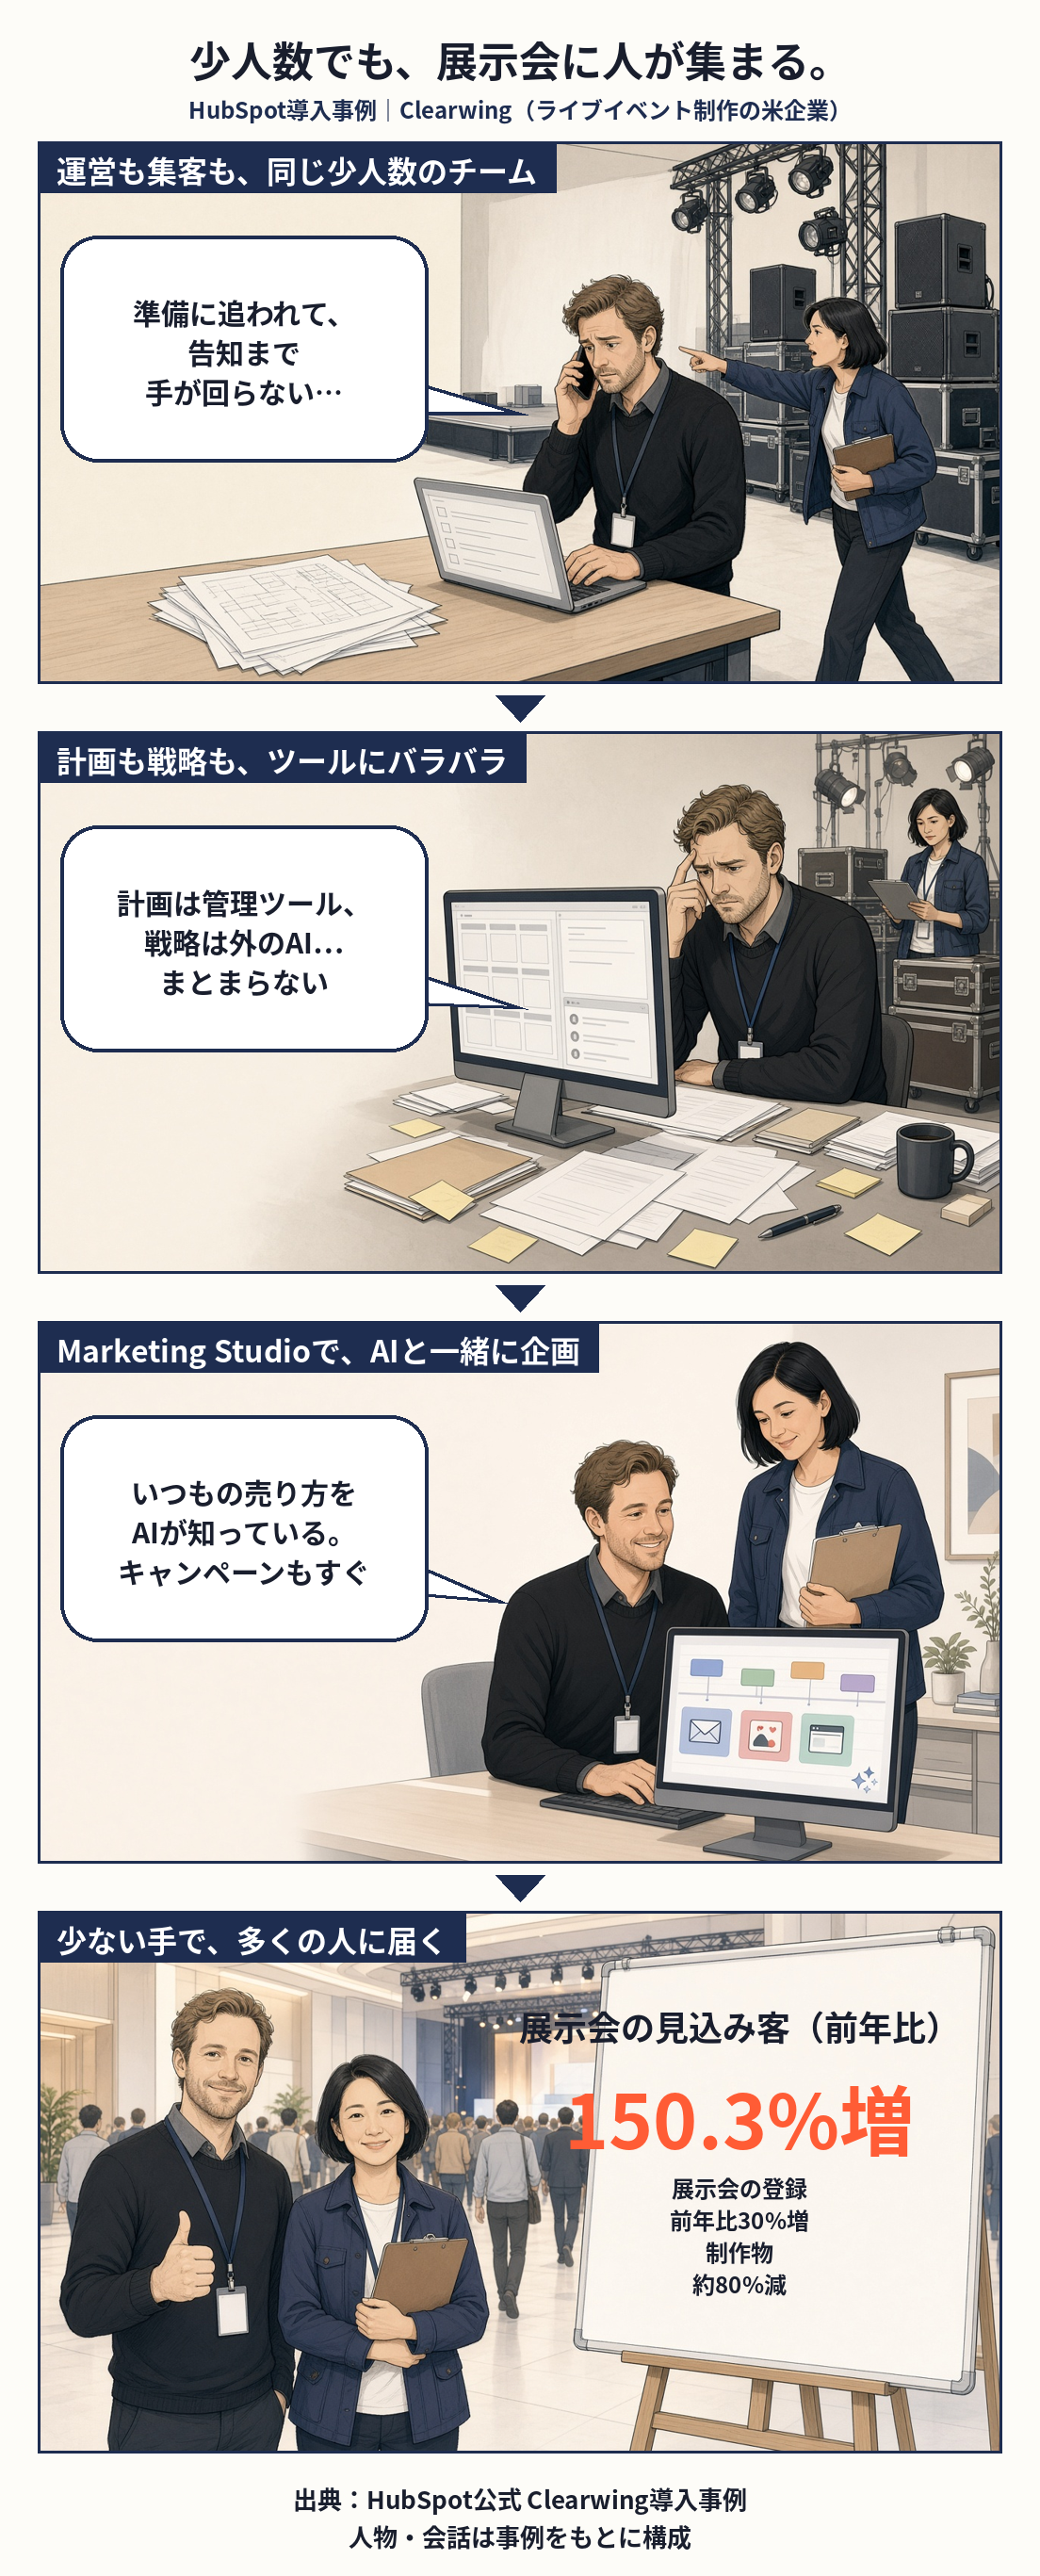 少人数でも、展示会に人が集まる。
HubSpot導入事例｜Clearwing（ライブイベント制作の米企業）
運営も集客も、同じ少人数のチーム
準備に追われて、
告知まで
手が回らない…
計画も戦略も、ツールにバラバラ
計画は管理ツール、
戦略は外のAI…
まとまらない
Marketing Studioで、AIと一緒に企画
いつもの売り方を
AIが知っている。
キャンペーンもすぐ
少ない手で、多くの人に届く
展示会の見込み客（前年比）
150.3%増
展示会の登録
前年比30%増
制作物
約80%減
出典：HubSpot公式 Clearwing導入事例
人物・会話は事例をもとに構成